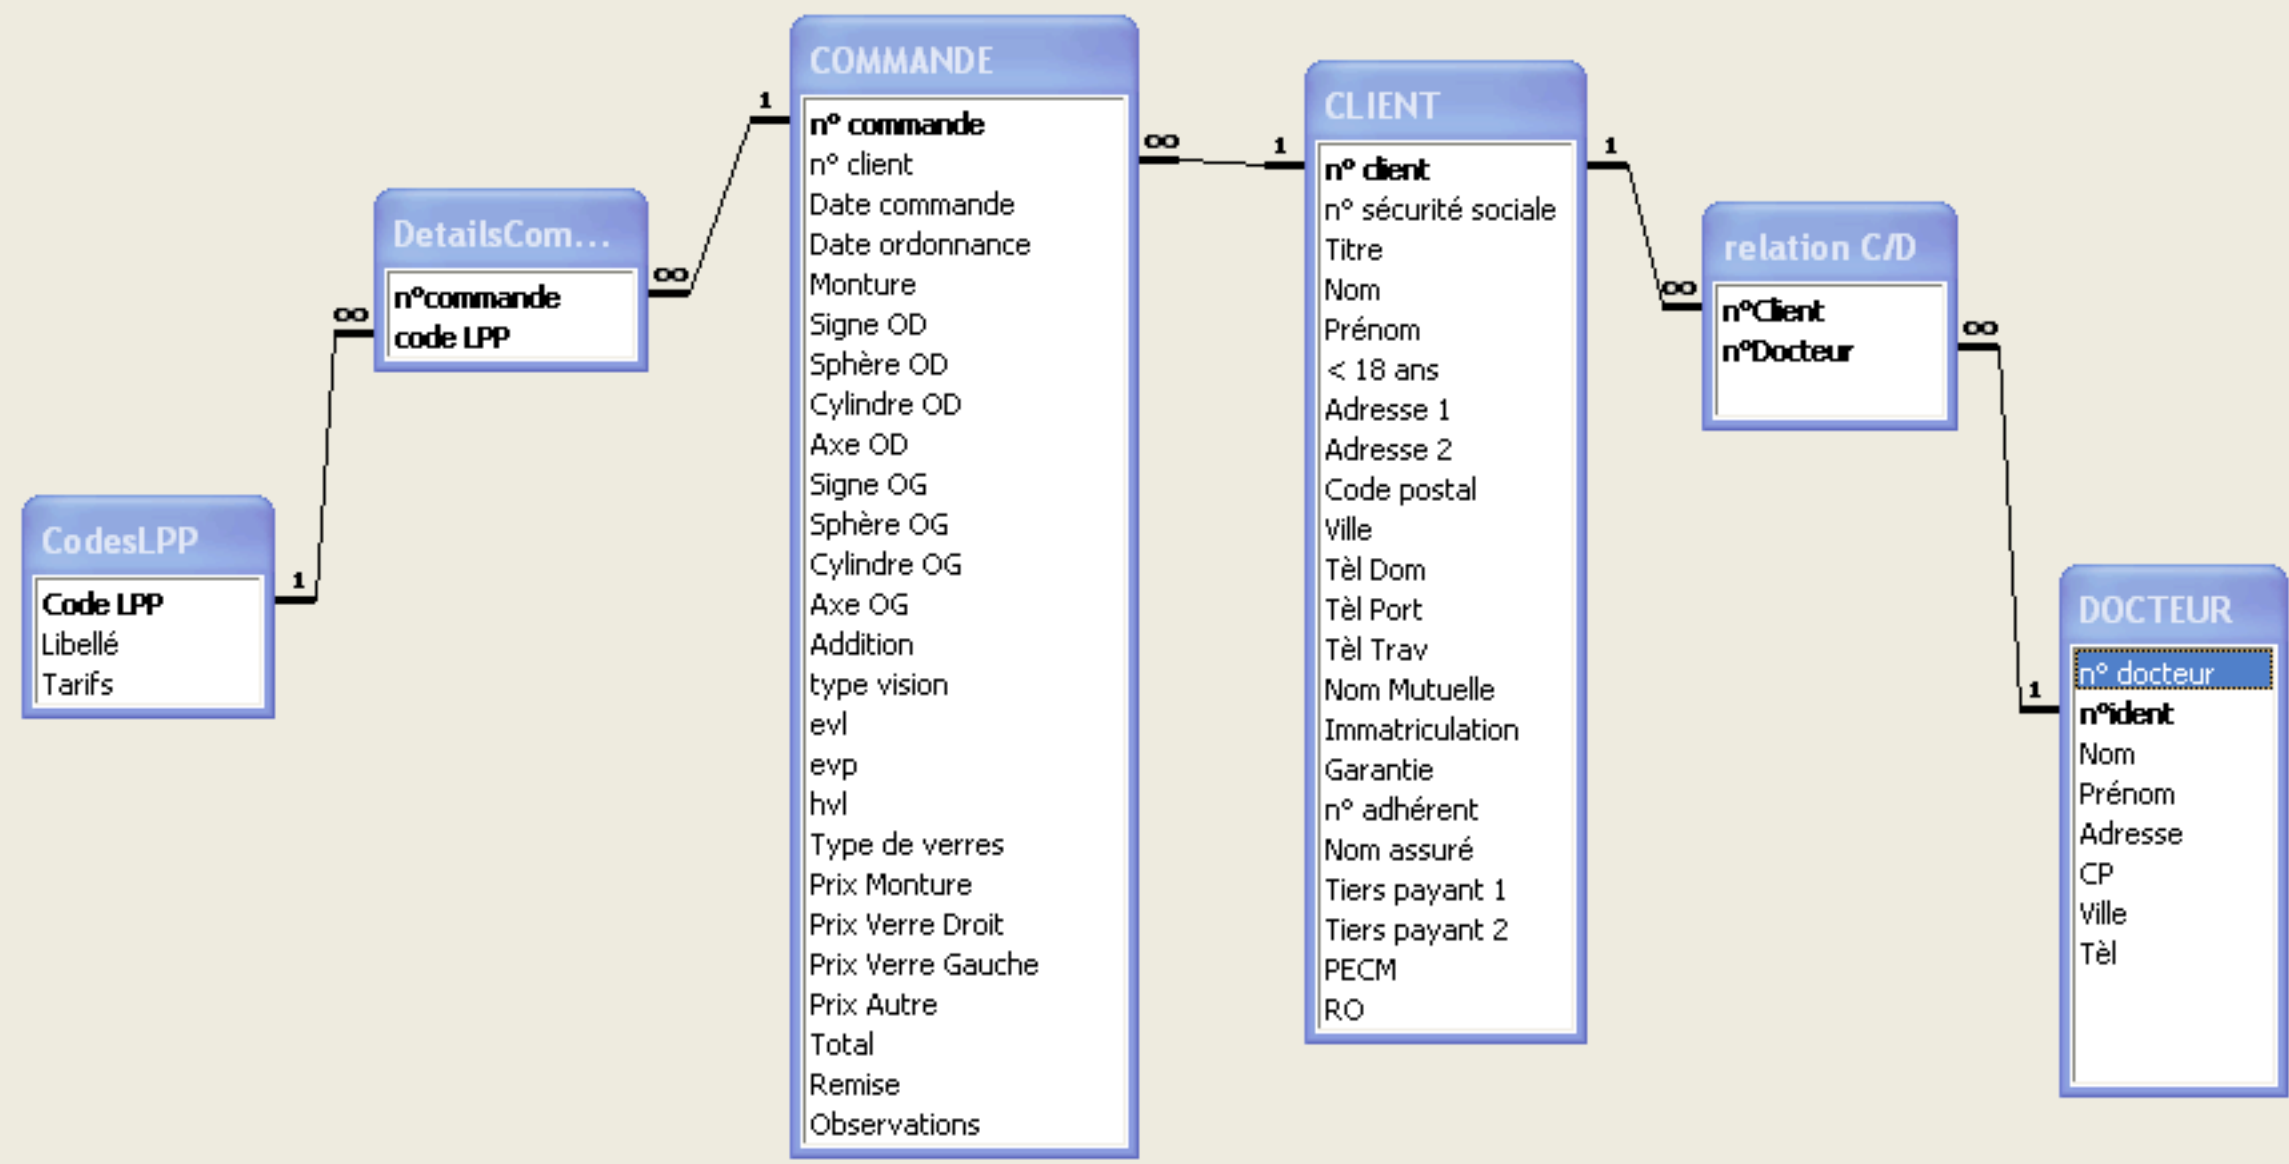 CodesLPP
Code LPP
Libellé
Tarifs
1
∞
DetailsCom...
n°commande
code LPP
∞
1
COMMANDE
n° commande
n° client
Date commande
Date ordonnance
Monture
Signe OD
Sphère OD
Cylindre OD
Axe OD
Signe OG
Sphère OG
Cylindre OG
Axe OG
Addition
type vision
evl
evp
hvl
Type de verres
Prix Monture
Prix Verre Droit
Prix Verre Gauche
Prix Autre
Total
Remise
Observations
∞
1
CLIENT
n° client
n° sécurité sociale
Titre
Nom
Prénom
< 18 ans
Adresse 1
Adresse 2
Code postal
Ville
Tèl Dom
Tèl Port
Tèl Trav
Nom Mutuelle
Immatriculation
Garantie
n° adhérent
Nom assuré
Tiers payant 1
Tiers payant 2
PECM
RO
1
∞
relation C/D
n°Client
n°Docteur
∞
1
DOCTEUR
n° docteur
n°ident
Nom
Prénom
Adresse
CP
Ville
Tèl